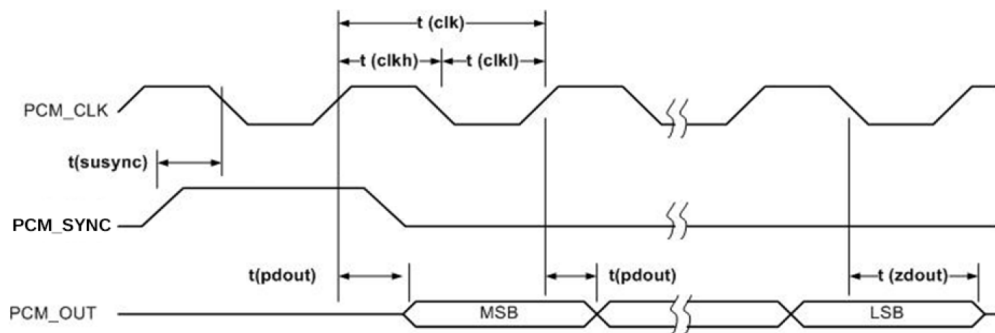 t (clk)
t (clkh) t (clkl)
PCM_CLK
t(susync)
PCM_SYNC
t(pdout) t(pdout) t (zdout)
PCM_OUT MSB LSB